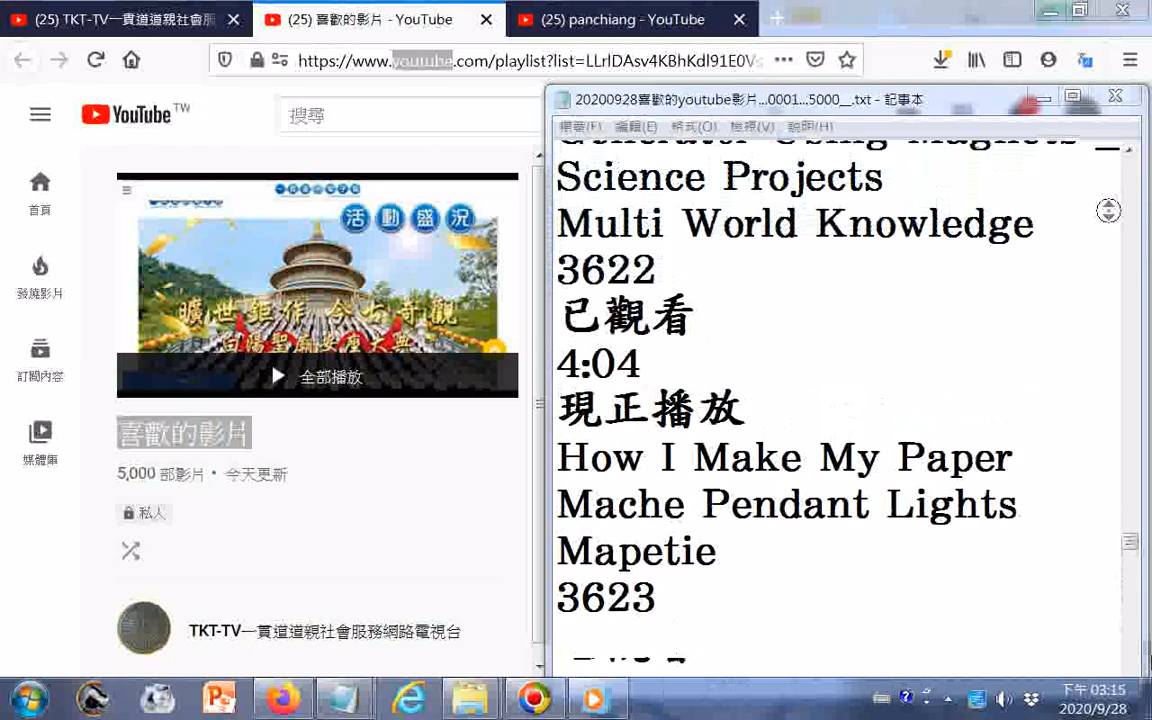 (25) TKT-TV一貫道道親社會服
(25) 喜歡的影片 - YouTube
(25) panchiang - YouTube
https://www.youtube.com/playlist?list=LLrIDAsv4KBhKdl91E0Vs
YouTube TW
搜尋
首頁
發燒影片
訂閱內容
媒體庫
活動盛況
曠世鉅作 今古奇觀
全部播放
喜歡的影片
5,000 部影片・今天更新
私人
TKT-TV一貫道道親社會服務網路電視台
20200928喜歡的youtube影片...0001...5000__.txt - 記事本
檔案(F) 編輯(E) 格式(O) 檢視(V) 說明(H)
Generator Using Magnets
Science Projects
Multi World Knowledge
3622
已觀看
4:04
現正播放
How I Make My Paper
Mache Pendant Lights
Mapetie
3623
下午 03:15
2020/9/28